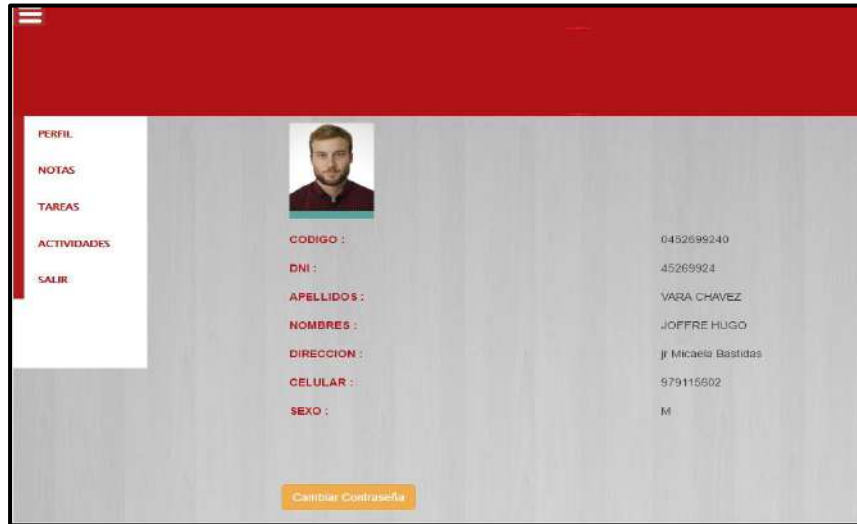 PERFIL
NOTAS
TAREAS
ACTIVIDADES
SALIR
CODIGO : 0452699240
DNI : 45269924
APELLIDOS : VARA CHAVEZ
NOMBRES : JOFFRE HUGO
DIRECCION : jr Micaela Bastidas
CELULAR : 979115602
SEXO : M
Cambiar Contraseña